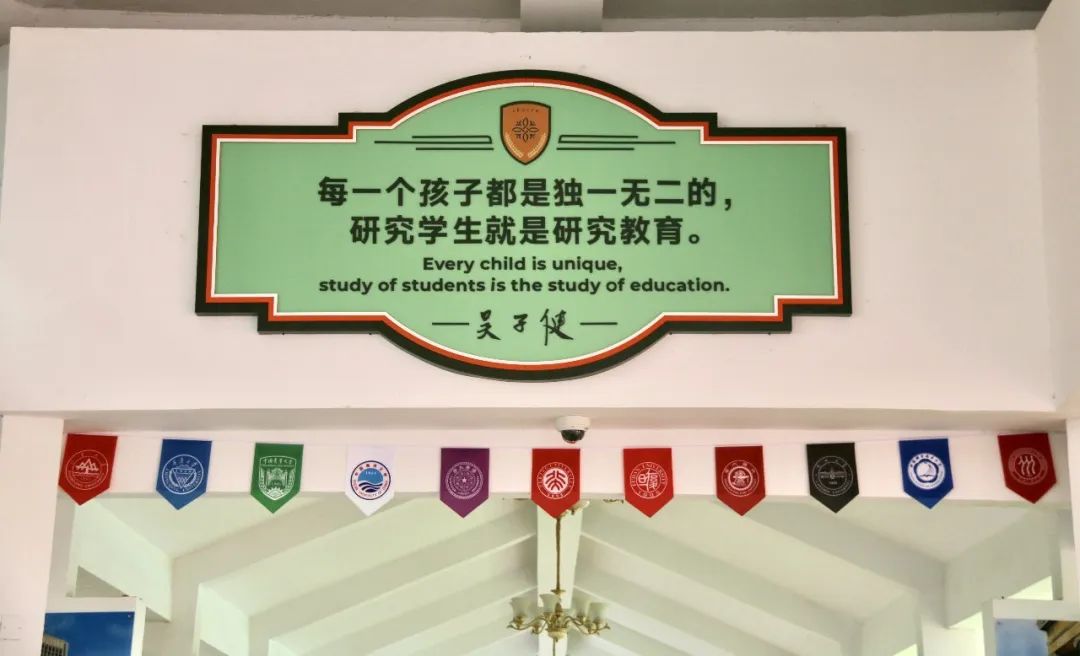 每一个孩子都是独一无二的，
研究学生就是研究教育。
Every child is unique,
study of students is the study of education.
吴子健